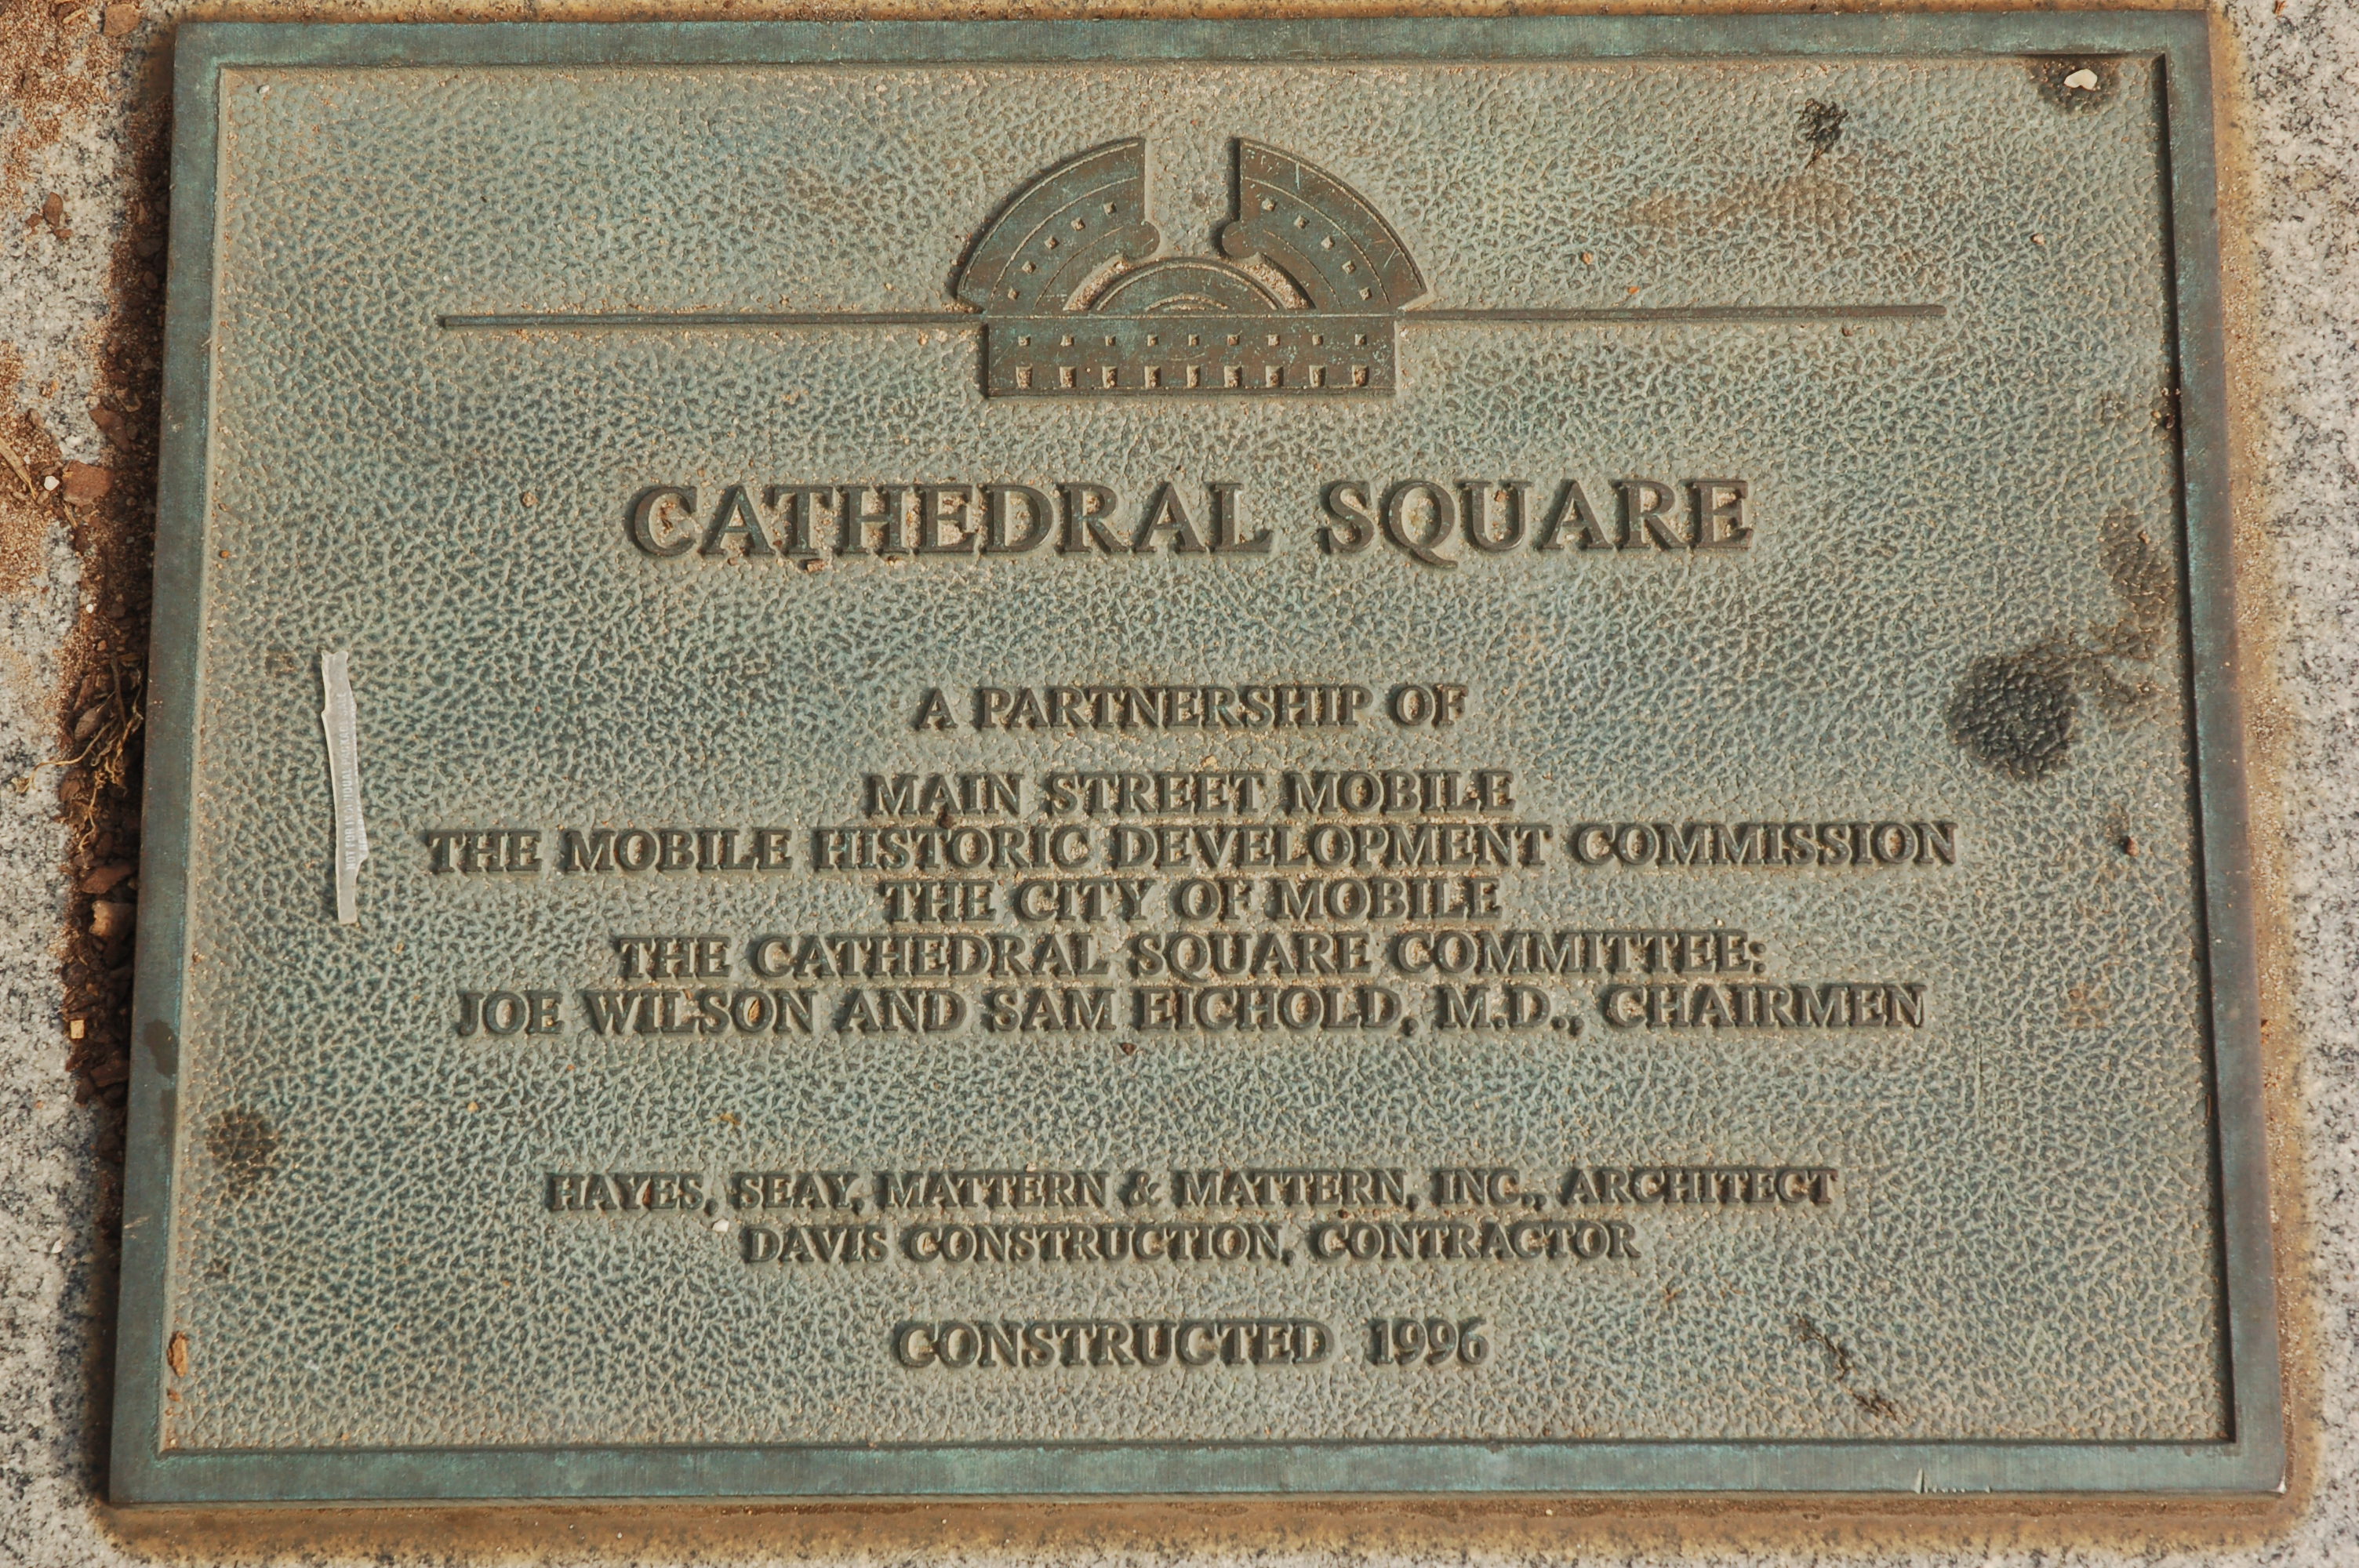 CATHEDRAL SQUARE
A PARTNERSHIP OF
MAIN STREET MOBILE
THE MOBILE HISTORIC DEVELOPMENT COMMISSION
THE CITY OF MOBILE
THE CATHEDRAL SQUARE COMMITTEE:
JOE WILSON AND SAM EICHOLD, M.D., CHAIRMEN
HAYES, SEAY, MATTERN & MATTERN, INC., ARCHITECT
DAVIS CONSTRUCTION, CONTRACTOR
CONSTRUCTED 1996